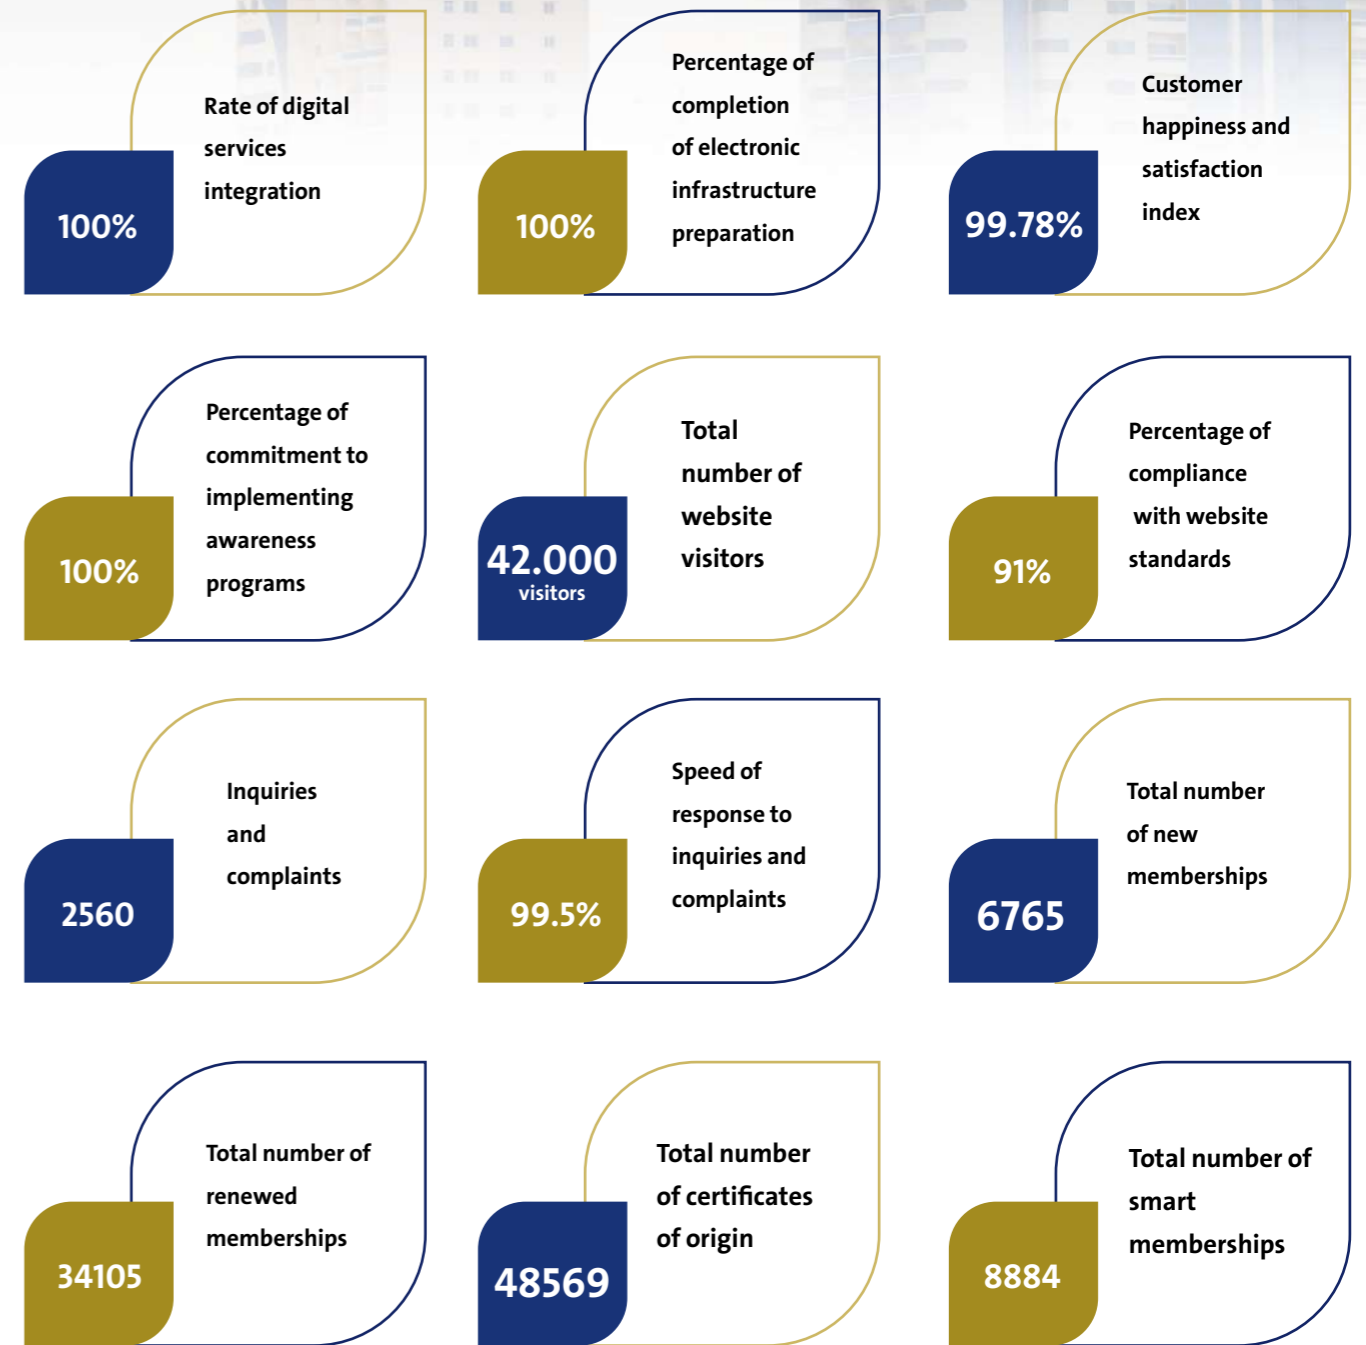 Rate of digital
services
integration
100%
Percentage of
completion
of electronic
infrastructure
preparation
100%
Customer
happiness and
satisfaction
index
99.78%
Percentage of
commitment to
implementing
awareness
programs
100%
Total
number of
website
visitors
42.000
visitors
Percentage of
compliance
with website
standards
91%
Inquiries
and
complaints
2560
Speed of
response to
inquiries and
complaints
99.5%
Total number
of new
memberships
6765
Total number of
renewed
memberships
34105
Total number
of certificates
of origin
48569
Total number of
smart
memberships
8884